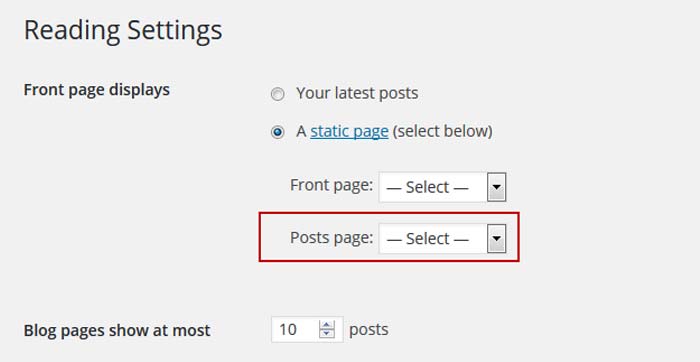 Reading Settings
Front page displays
Your latest posts
A static page (select below)
Front page: — Select —
Posts page: — Select —
Blog pages show at most 10 posts